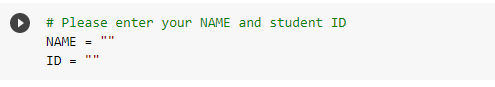 # Please enter your NAME and student ID
NAME = ""
ID = ""